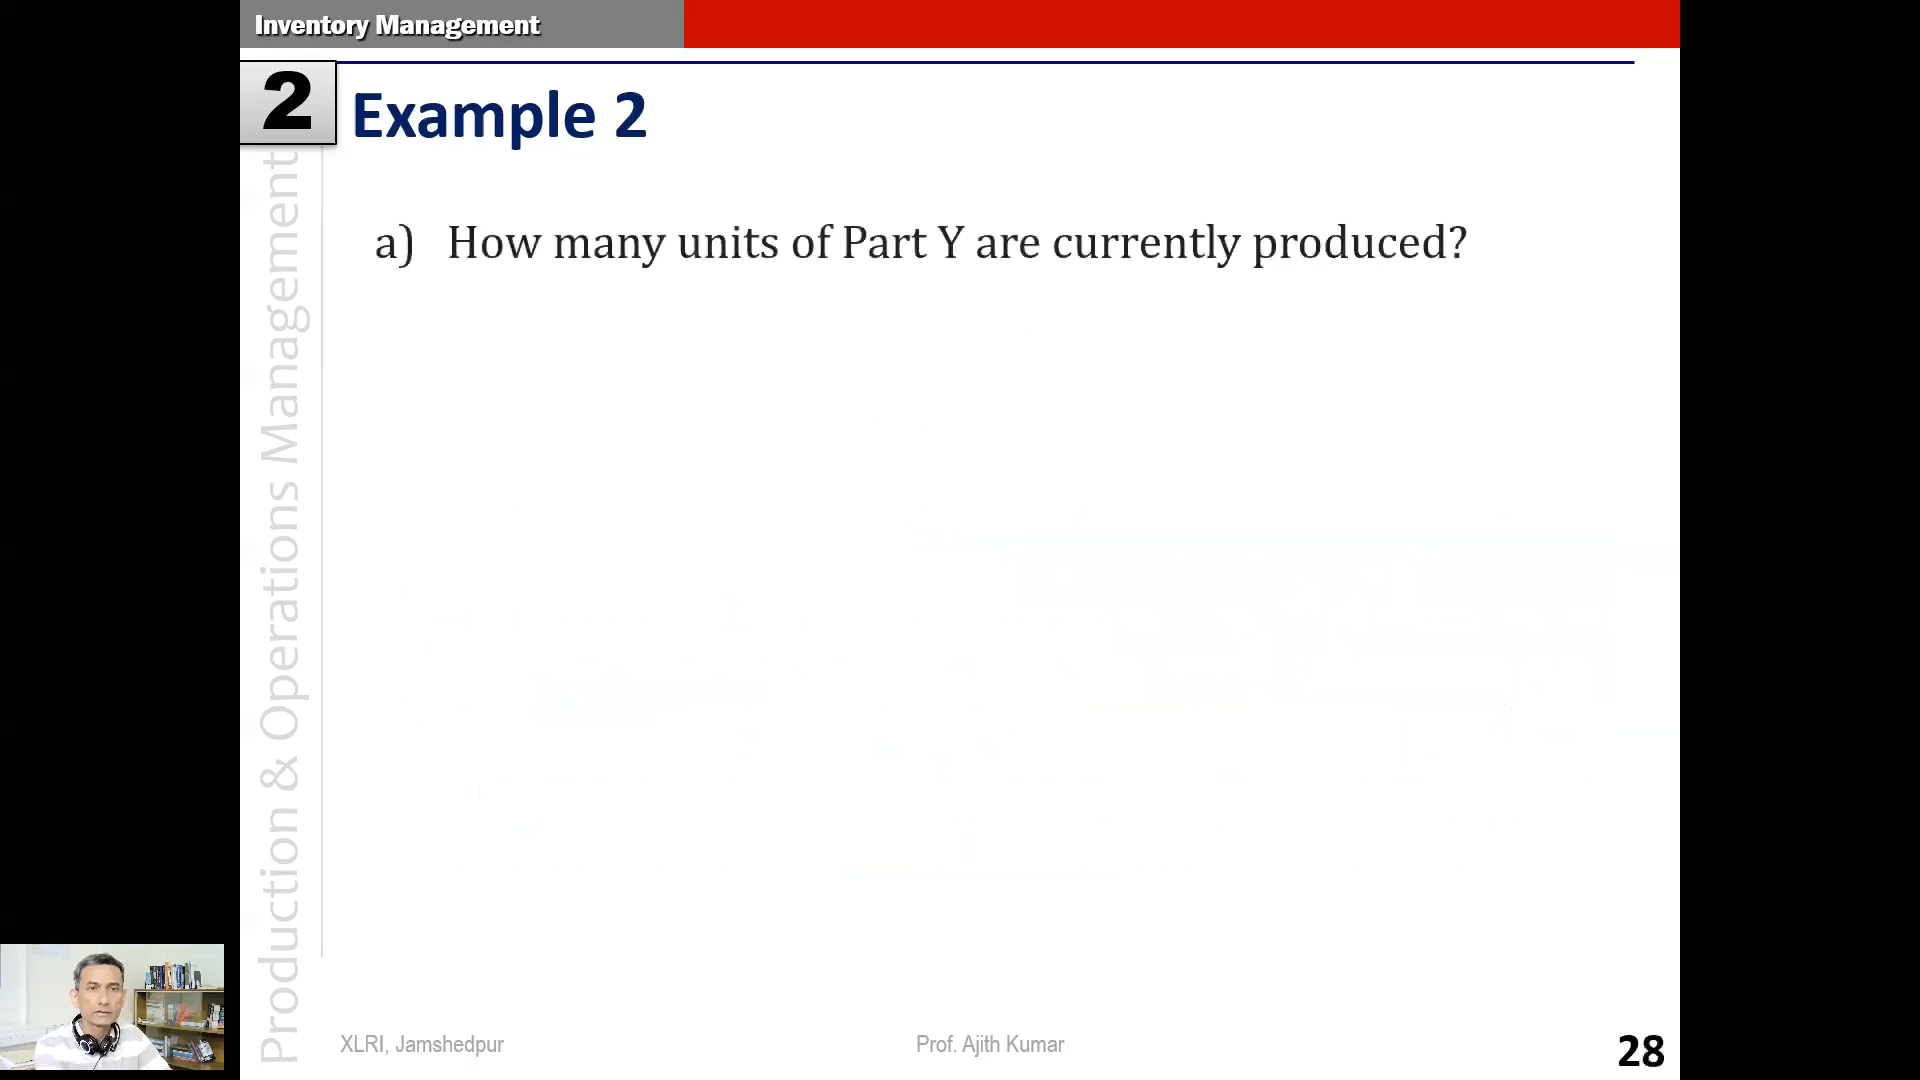 Inventory Management
2
Example 2
a) How many units of Part Y are currently produced?
Production & Operations Management
XLRI, Jamshedpur
Prof. Ajith Kumar
28